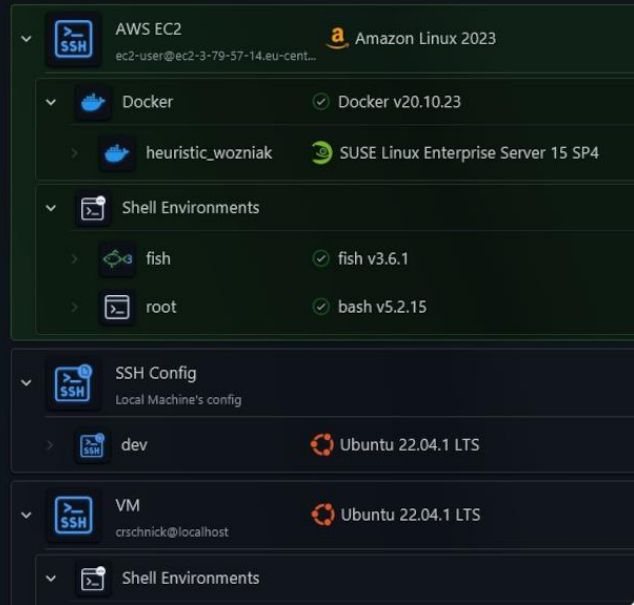 AWS EC2
Amazon Linux 2023
ec2-user@ec2-3-79-57-14.eu-cent...
Docker
Docker v20.10.23
heuristic_wozniak
SUSE Linux Enterprise Server 15 SP4
Shell Environments
fish
fish v3.6.1
root
bash v5.2.15
SSH Config
Local Machine's config
dev
Ubuntu 22.04.1 LTS
VM
Ubuntu 22.04.1 LTS
crschnick@localhost
Shell Environments